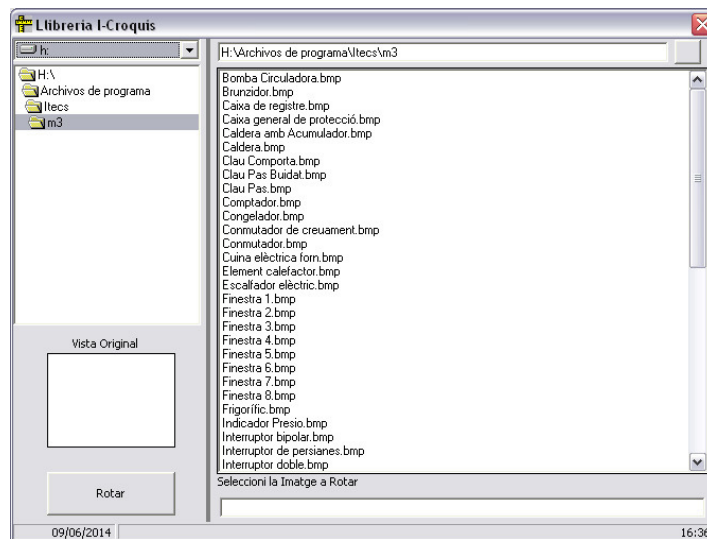 Llibreria I-Croquis
h:
H:\Archivos de programa\Itecs\m3
H:\
Archivos de programa
Itecs
m3
Bomba Circuladora.bmp
Brunzidor.bmp
Caixa de registre.bmp
Caixa general de protecció.bmp
Caldera amb Acumulador.bmp
Caldera.bmp
Clau Comporta.bmp
Clau Pas Buidat.bmp
Clau Pas.bmp
Comptador.bmp
Congelador.bmp
Conmutador de creuament.bmp
Conmutador.bmp
Cuina elèctrica forn.bmp
Element calefactor.bmp
Escalfador elèctric.bmp
Finestra 1.bmp
Finestra 2.bmp
Finestra 3.bmp
Finestra 4.bmp
Finestra 5.bmp
Finestra 6.bmp
Finestra 7.bmp
Finestra 8.bmp
Frigorífic.bmp
Indicador Presio.bmp
Interruptor bipolar.bmp
Interruptor de persianes.bmp
Interruptor doble.bmp
Vista Original
Rotar
Seleccioni la Imatge a Rotar
09/06/2014
16:36